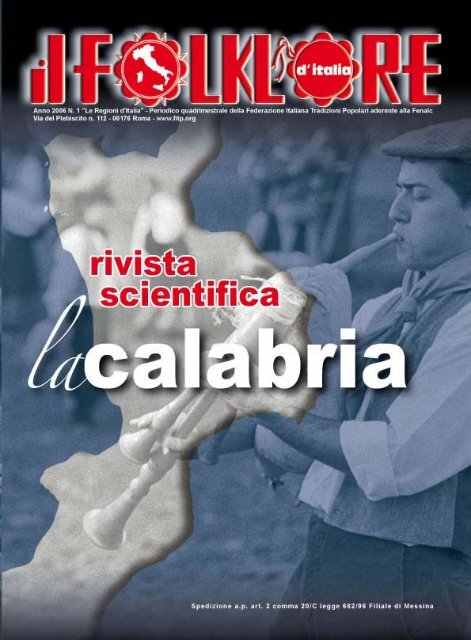 il FOLKLORE
d'italia
Anno 2006 N. 1 "Le Regioni d'Italia" - Periodico quadrimestrale della Federazione Italiana Tradizioni Popolari aderente alla Fenalc
Via del Plebiscito n. 112 - 00176 Roma - www.fitp.org
rivista
scientifica
la calabria
Spedizione a.p. art. 2 comma 20/C legge 662/96 Filiale di Messina